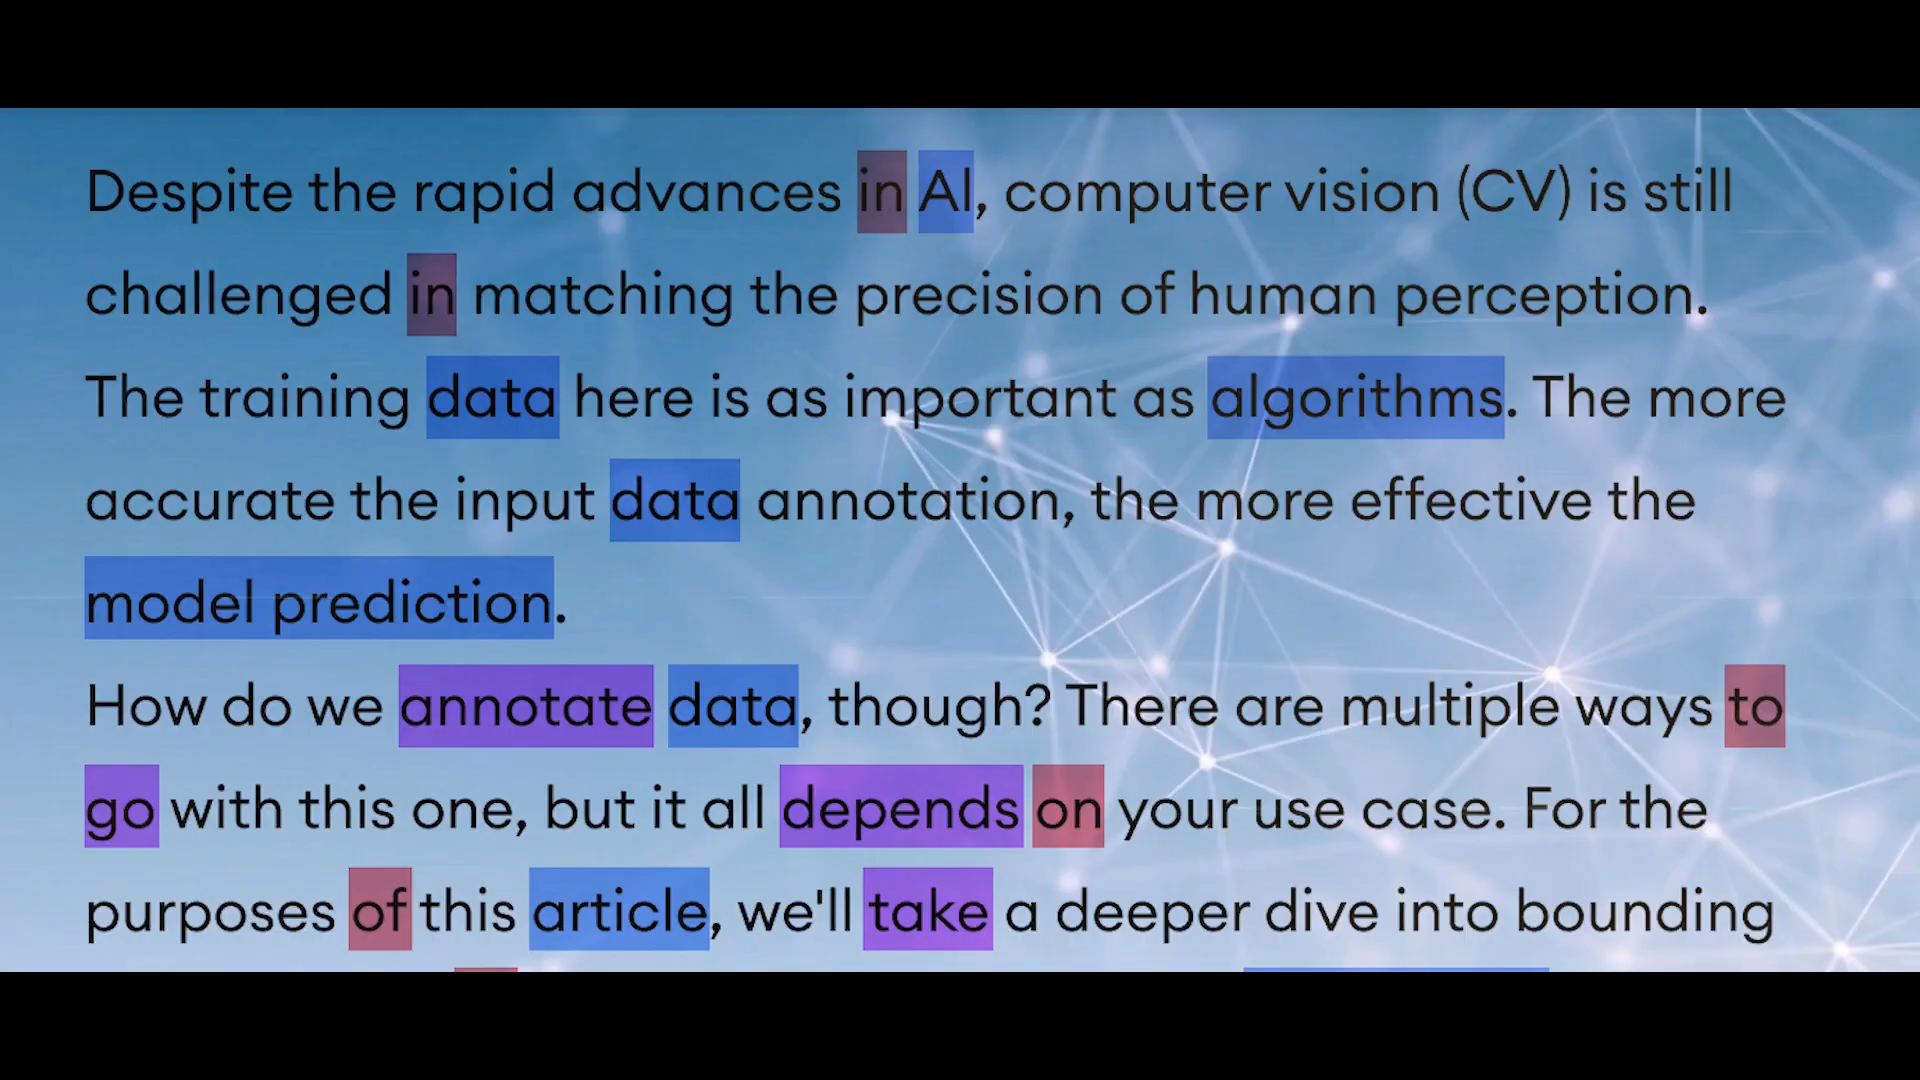 Despite the rapid advances in AI, computer vision (CV) is still
challenged in matching the precision of human perception.
The training data here is as important as algorithms. The more
accurate the input data annotation, the more effective the
model prediction.
How do we annotate data, though? There are multiple ways to
go with this one, but it all depends on your use case. For the
purposes of this article, we'll take a deeper dive into bounding